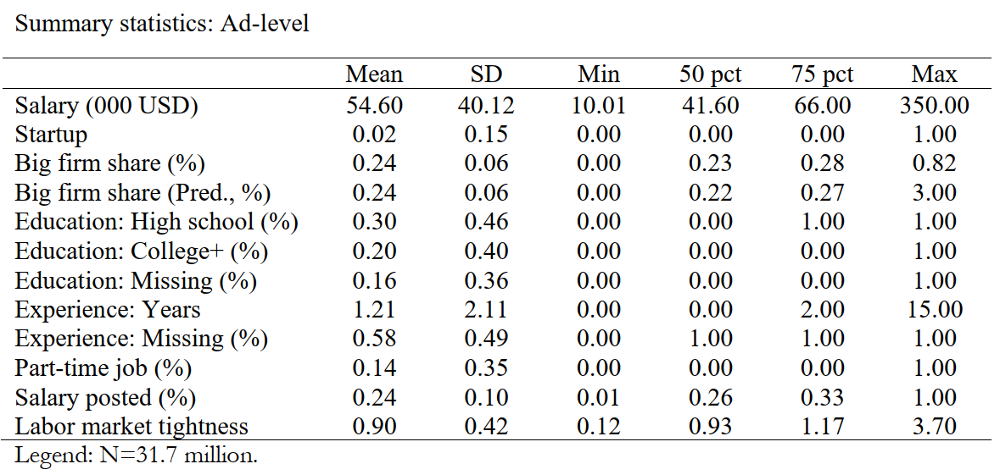 Summary statistics: Ad-level
Mean SD Min 50 pct 75 pct Max
Salary (000 USD) 54.60 40.12 10.01 41.60 66.00 350.00
Startup 0.02 0.15 0.00 0.00 0.00 1.00
Big firm share (%) 0.24 0.06 0.00 0.23 0.28 0.82
Big firm share (Pred., %) 0.24 0.06 0.00 0.22 0.27 3.00
Education: High school (%) 0.30 0.46 0.00 0.00 1.00 1.00
Education: College+ (%) 0.20 0.40 0.00 0.00 0.00 1.00
Education: Missing (%) 0.16 0.36 0.00 0.00 0.00 1.00
Experience: Years 1.21 2.11 0.00 0.00 2.00 15.00
Experience: Missing (%) 0.58 0.49 0.00 1.00 1.00 1.00
Part-time job (%) 0.14 0.35 0.00 0.00 0.00 1.00
Salary posted (%) 0.24 0.10 0.01 0.26 0.33 1.00
Labor market tightness 0.90 0.42 0.12 0.93 1.17 3.70
Legend: N=31.7 million.